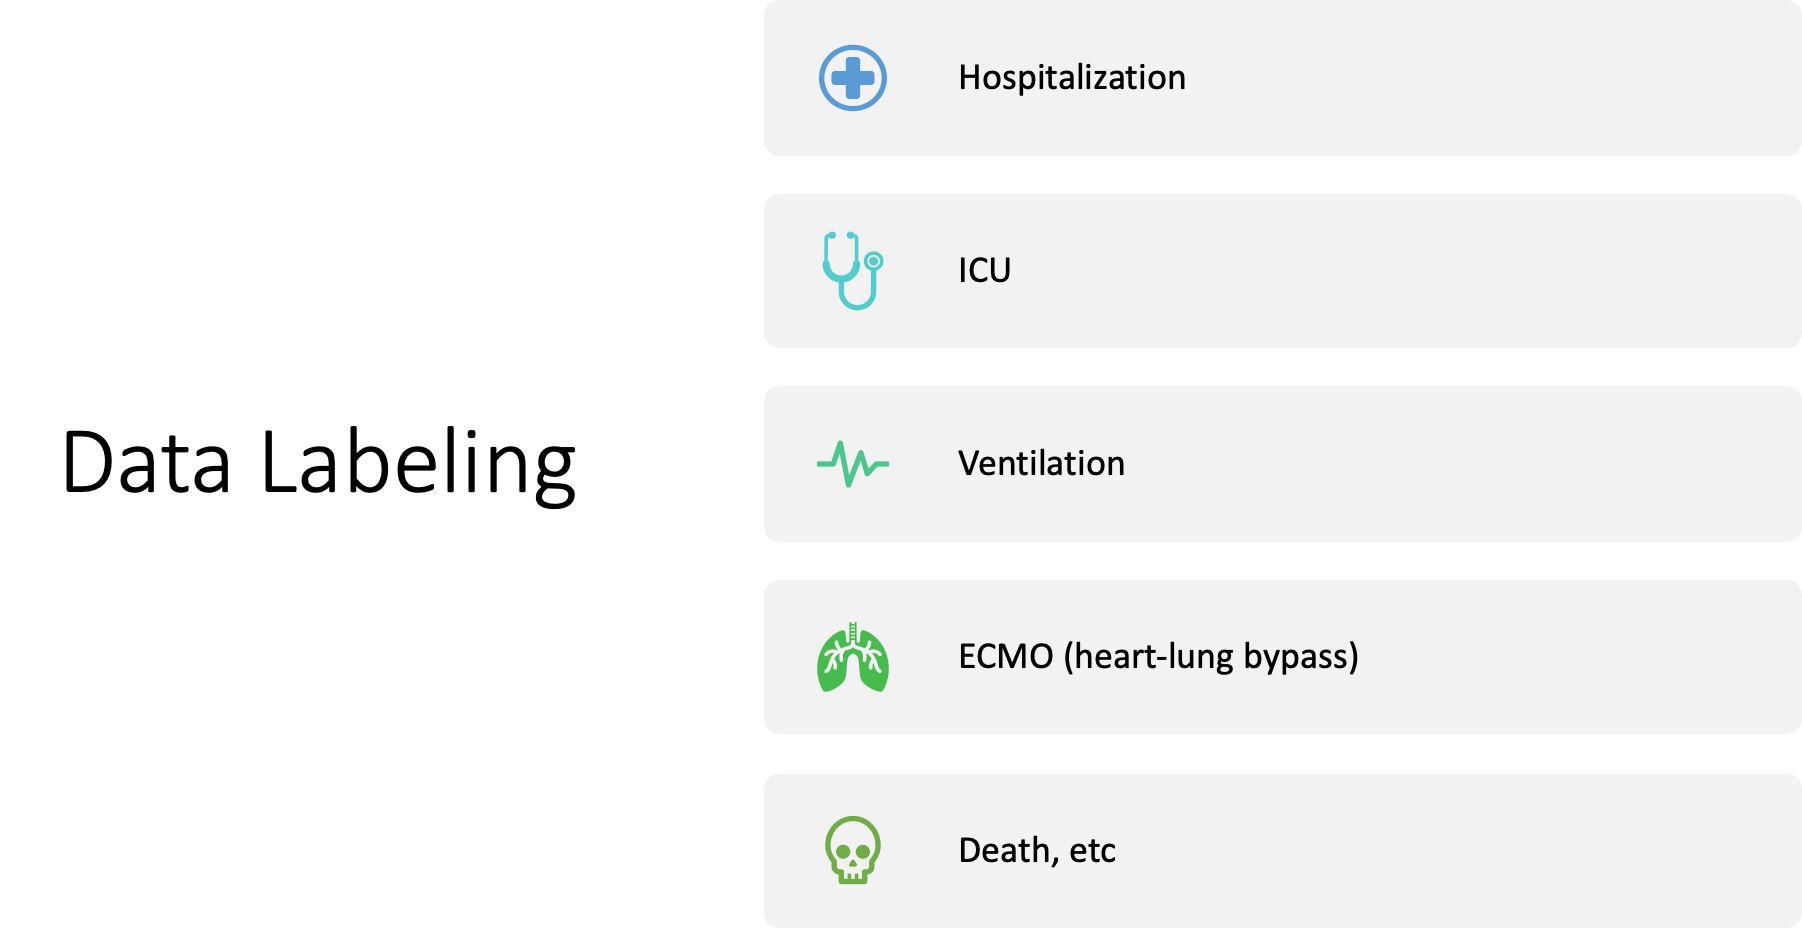 Data Labeling
Hospitalization
ICU
Ventilation
ECMO (heart-lung bypass)
Death, etc